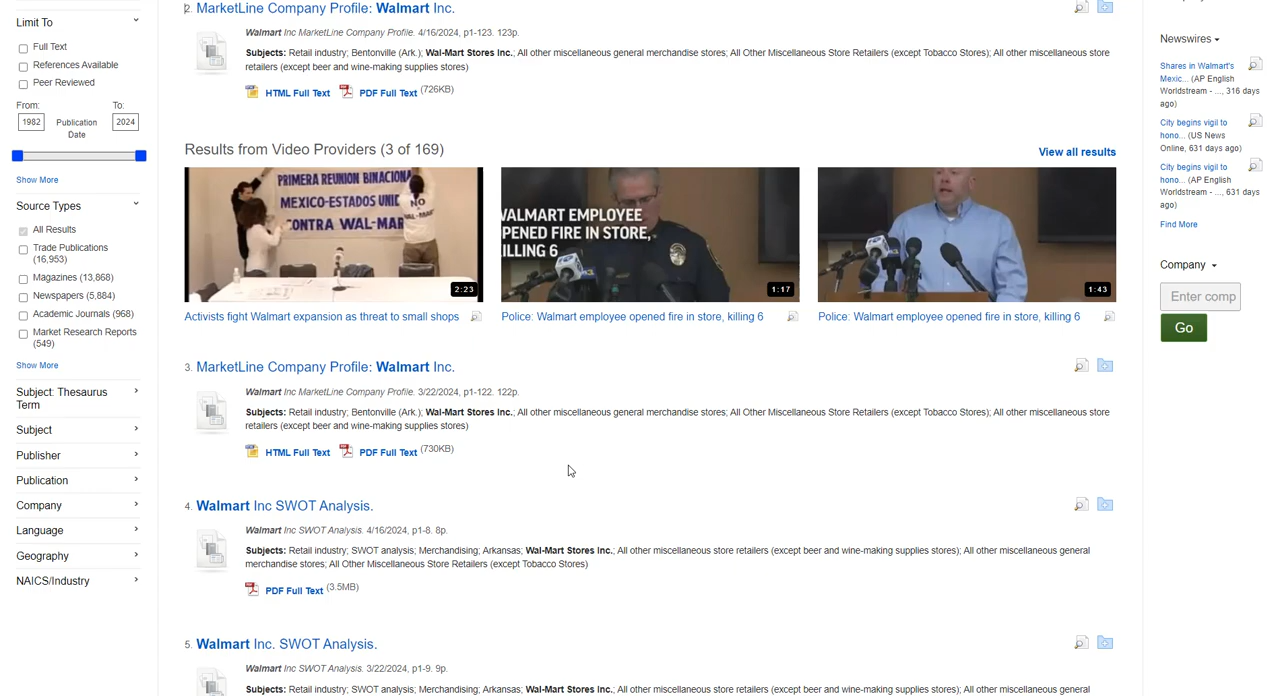 Limit To
Full Text
References Available
Peer Reviewed
From: To:
1982 Publication Date 2024
Show More
Source Types
All Results
Trade Publications
(16,953)
Magazines (13,868)
Newspapers (5,884)
Academic Journals (968)
Market Research Reports
(549)
Show More
Subject: Thesaurus
Term
Subject
Publisher
Publication
Company
Language
Geography
NAICS/Industry
2. MarketLine Company Profile: Walmart Inc.
Walmart Inc MarketLine Company Profile. 4/16/2024, p1-123. 123p.
Subjects: Retail industry; Bentonville (Ark.); Wal-Mart Stores Inc.; All other miscellaneous general merchandise stores; All Other Miscellaneous Store Retailers (except Tobacco Stores); All other miscellaneous store
retailers (except beer and wine-making supplies stores)
HTML Full Text PDF Full Text (726KB)
Results from Video Providers (3 of 169)
View all results
PRIMERA REUNION BINACIONA
MEXICO-ESTADOS UNID
CONTRA WAL-MAR
NO
WAL-MART
2:23
WALMART EMPLOYEE
OPENED FIRE IN STORE,
KILLING 6
1:17
1:43
Activists fight Walmart expansion as threat to small shops
Police: Walmart employee opened fire in store, killing 6
Police: Walmart employee opened fire in store, killing 6
3. MarketLine Company Profile: Walmart Inc.
Walmart Inc MarketLine Company Profile. 3/22/2024, p1-122. 122p.
Subjects: Retail industry; Bentonville (Ark.); Wal-Mart Stores Inc.; All other miscellaneous general merchandise stores; All Other Miscellaneous Store Retailers (except Tobacco Stores); All other miscellaneous store
retailers (except beer and wine-making supplies stores)
HTML Full Text PDF Full Text (730KB)
4. Walmart Inc SWOT Analysis.
Walmart Inc SWOT Analysis. 4/16/2024, p1-8. 8p.
Subjects: Retail industry; SWOT analysis; Merchandising; Arkansas; Wal-Mart Stores Inc.; All other miscellaneous store retailers (except beer and wine-making supplies stores); All other miscellaneous general
merchandise stores; All Other Miscellaneous Store Retailers (except Tobacco Stores)
PDF Full Text (3.5MB)
5. Walmart Inc. SWOT Analysis.
Walmart Inc SWOT Analysis. 3/22/2024, p1-9. 9p.
Subjects: Retail industry; SWOT analysis; Merchandising; Arkansas; Wal-Mart Stores Inc.; All other miscellaneous store retailers (except beer and wine-making supplies stores); All other miscellaneous general
Newswires
Shares in Walmart's
Mexic... (AP English
Worldstream - ..., 316 days
ago)
City begins vigil to
hono... (US News
Online, 631 days ago)
City begins vigil to
hono... (AP English
Worldstream - ..., 631 days
ago)
Find More
Company
Enter comp
Go